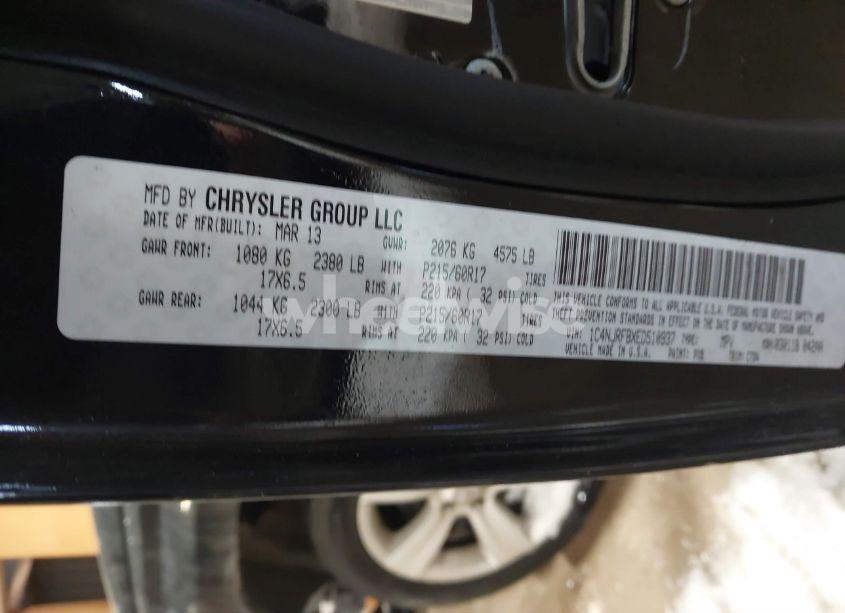 MFD BY CHRYSLER GROUP LLC
DATE OF MFR(BUILT): MAR 13 GVWR: 2076 KG 4575 LB
GAWR FRONT: 1080 KG 2380 LB WITH P215/60R17 TIRES
17X6.5 RIMS AT 220 KPA ( 32 PSI) COLD
GAWR REAR: 1044 KG 2300 LB WITH P215/60R17 TIRES
17X6.5 RIMS AT 220 KPA ( 32 PSI) COLD
THIS VEHICLE CONFORMS TO ALL APPLICABLE U.S.A. FEDERAL MOTOR VEHICLE SAFETY AND
THEFT PREVENTION STANDARDS IN EFFECT ON THE DATE OF MANUFACTURE SHOWN ABOVE.
VIN: 1C4NJRFBXED510937 TYPE: MPV
VEHICLE MADE IN U.S.A. PAINT: TRIM:
wheelwise